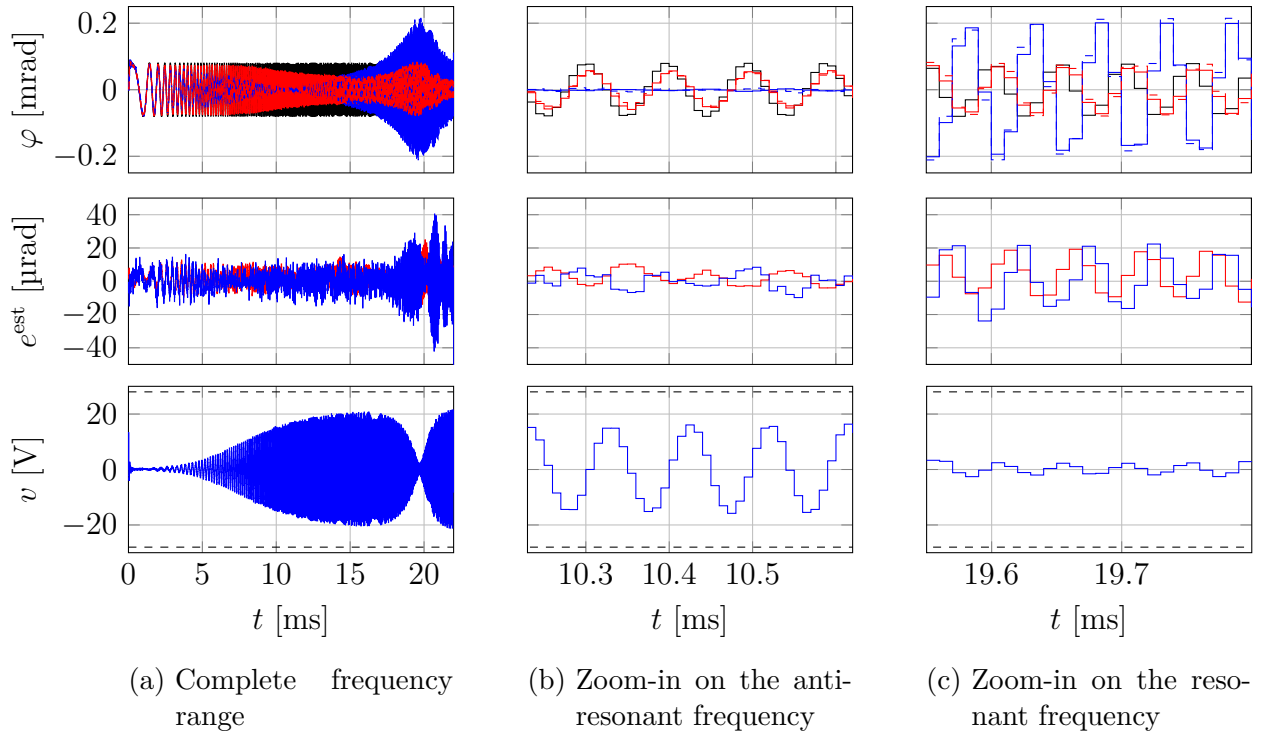 0.2
0
−0.2
φ [mrad]
40
20
0
−20
−40
e^est [µrad]
20
0
−20
v [V]
0 5 10 15 20
t [ms]
10.3 10.4 10.5
t [ms]
19.6 19.7
t [ms]
(a) Complete frequency
range
(b) Zoom-in on the anti-
resonant frequency
(c) Zoom-in on the reso-
nant frequency